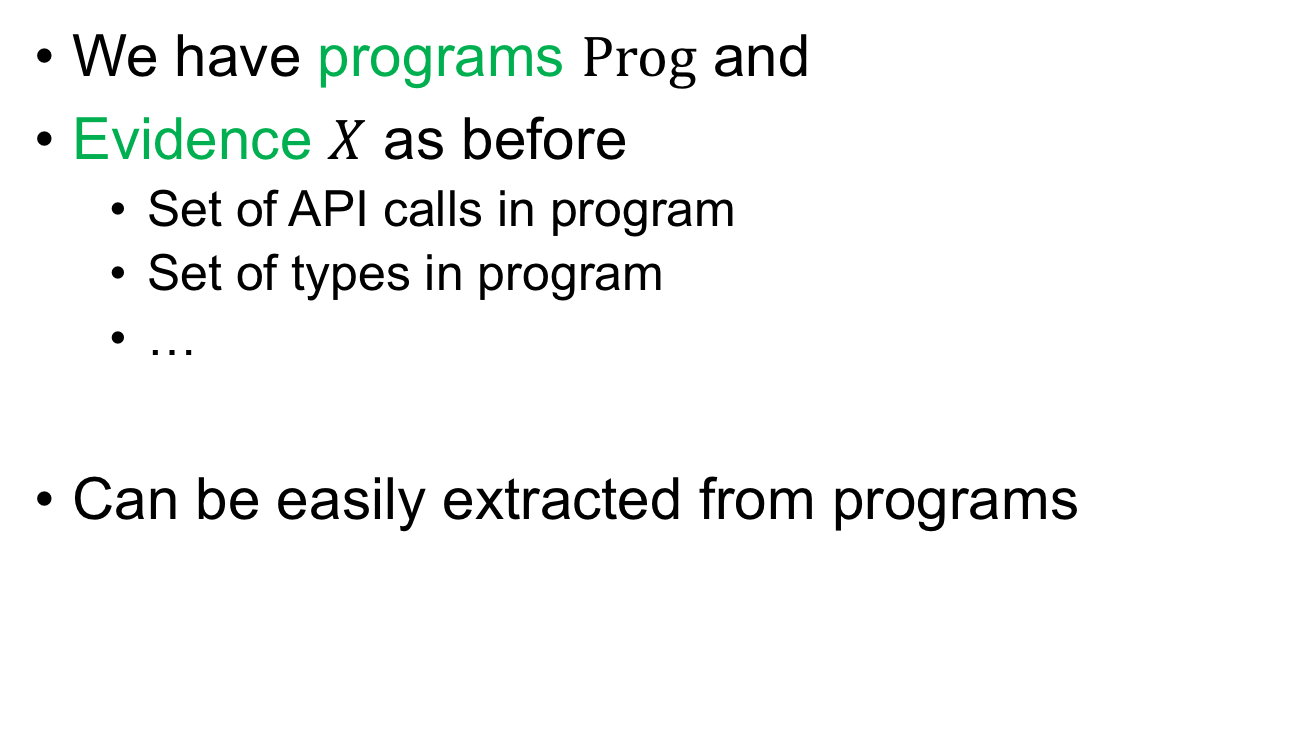 • We have programs Prog and
• Evidence X as before
• Set of API calls in program
• Set of types in program
• …
• Can be easily extracted from programs